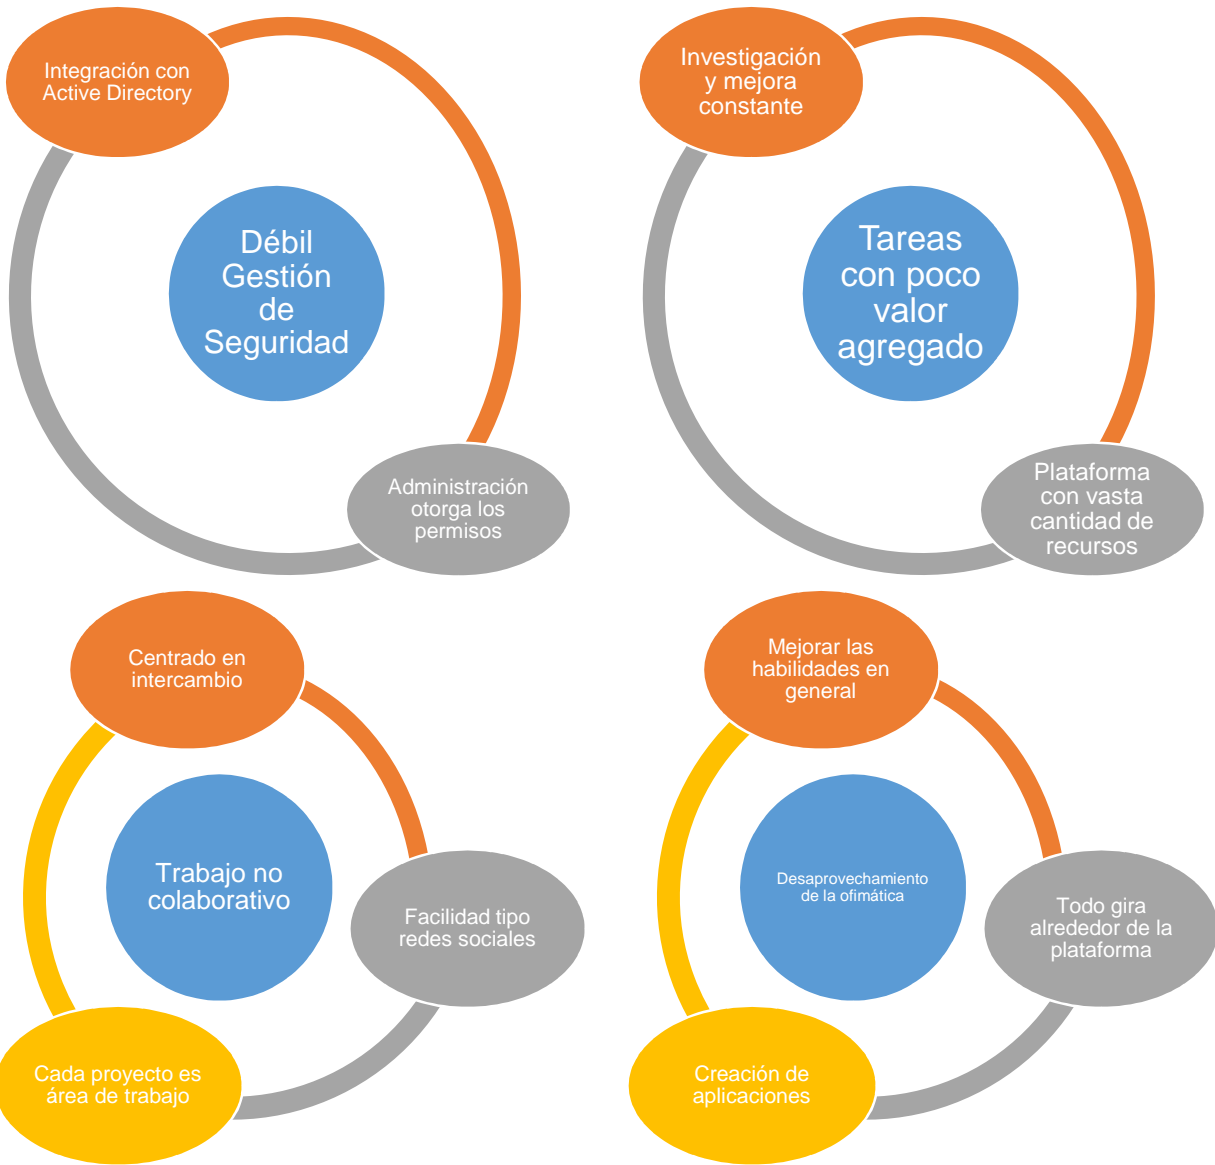 Integración con
Active Directory
Débil
Gestión
de
Seguridad
Administración
otorga los
permisos
Investigación
y mejora
constante
Tareas
con poco
valor
agregado
Plataforma
con vasta
cantidad de
recursos
Centrado en
intercambio
Trabajo no
colaborativo
Facilidad tipo
redes sociales
Cada proyecto es
área de trabajo
Mejorar las
habilidades en
general
Desaprovechamiento
de la ofimática
Todo gira
alrededor de la
plataforma
Creación de
aplicaciones